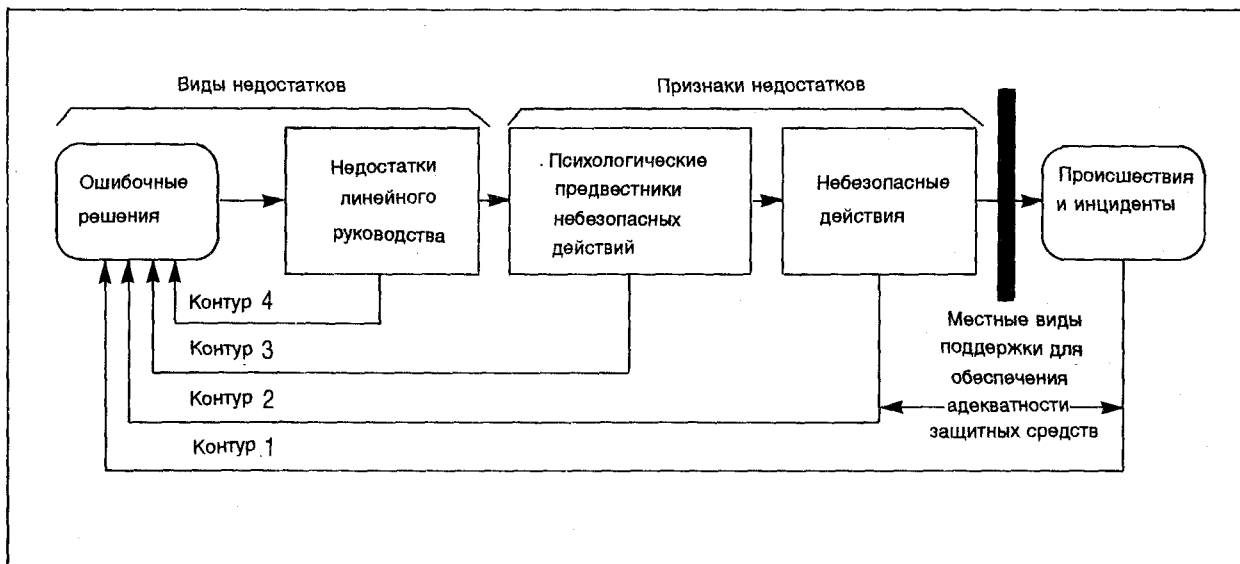 Виды недостатков
Признаки недостатков
Ошибочные
решения
Недостатки
линейного
руководства
Психологические
предвестники
небезопасных
действий
Небезопасные
действия
Происшествия
и инциденты
Контур 4
Контур 3
Контур 2
Контур 1
Местные виды
поддержки для
обеспечения
адекватности
защитных средств